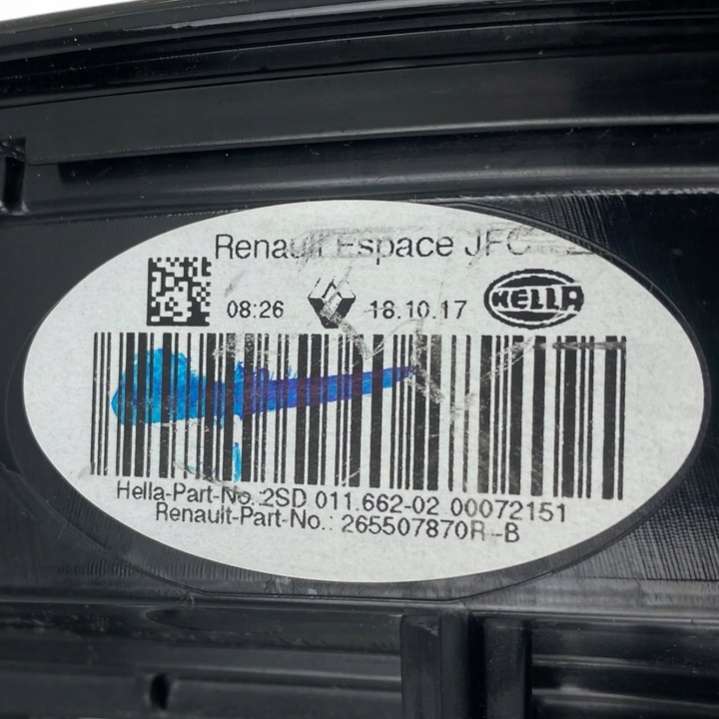 Renault Espace JFC
08:26 18.10.17 HELLA
Hella-Part-No.:2SD 011.662-02 00072151
Renault-Part-No.: 265507870R--B